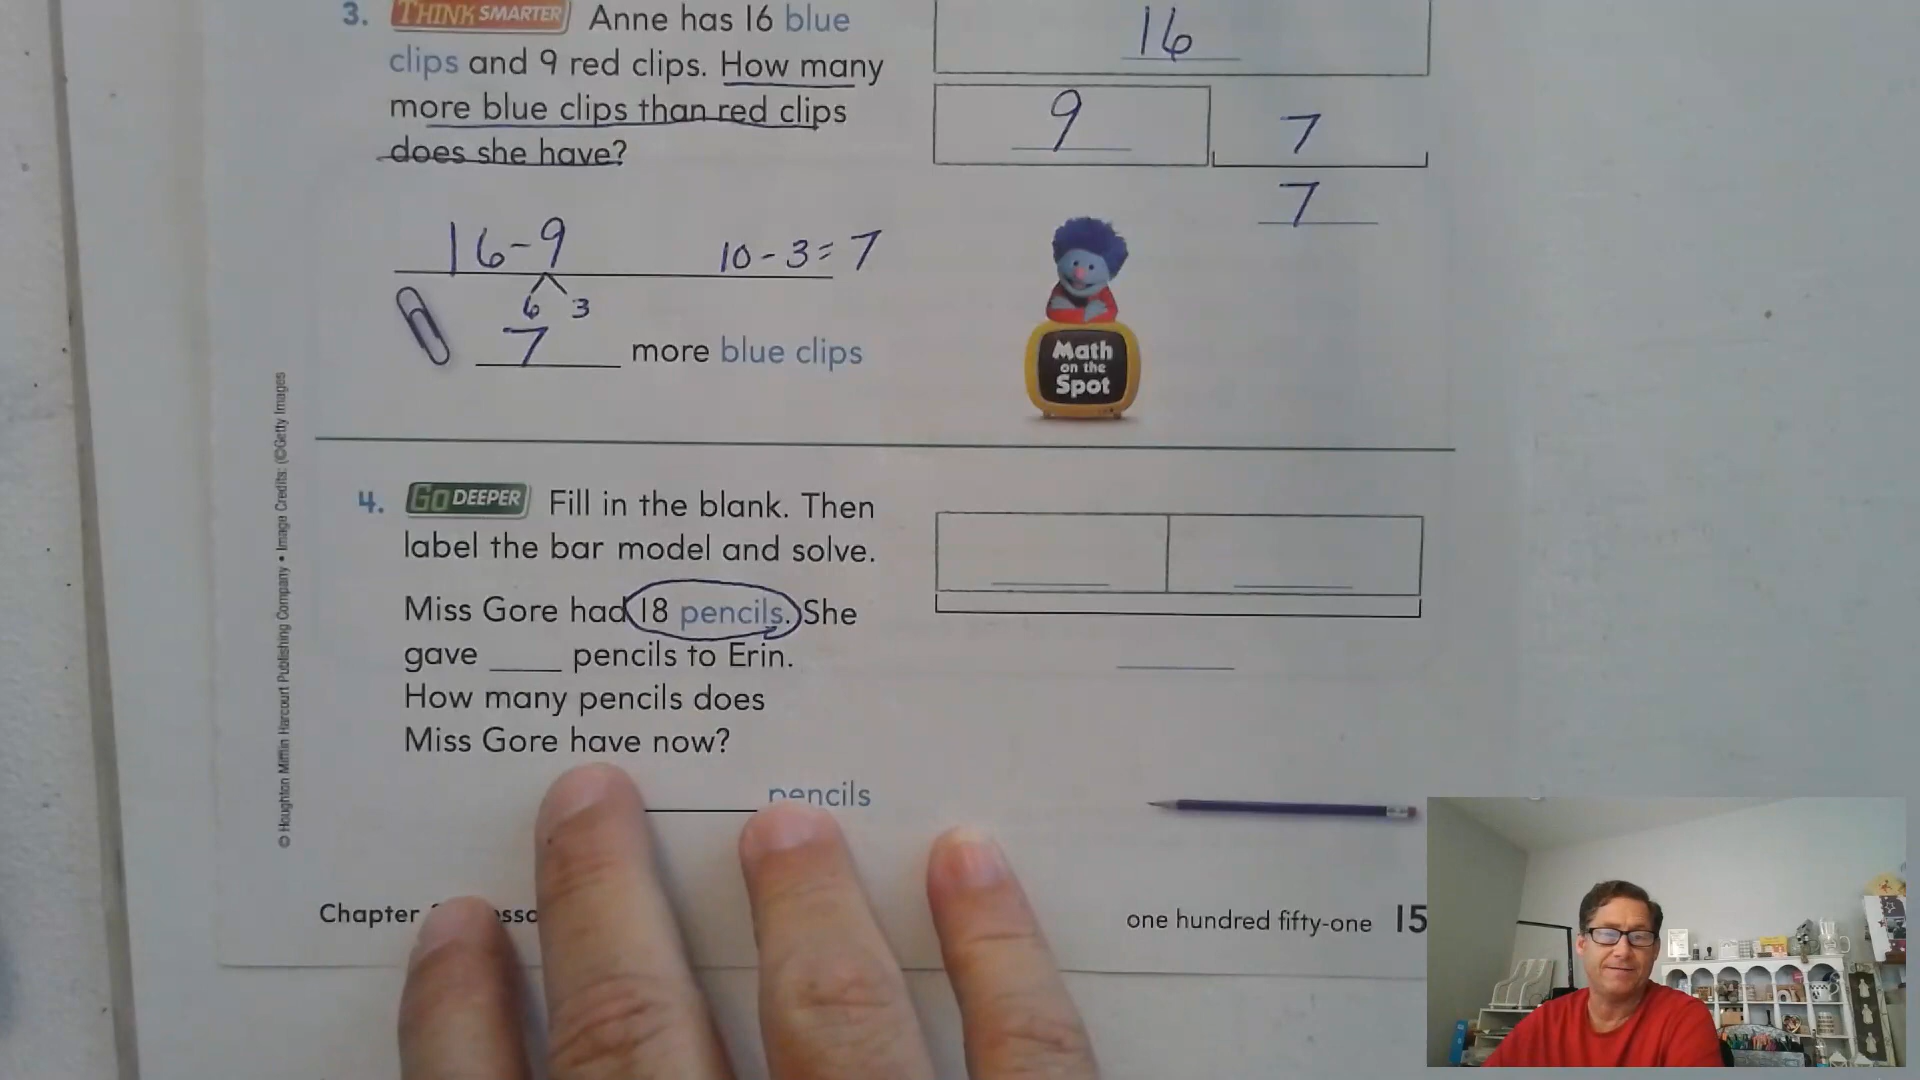 3. THINK SMARTER Anne has 16 blue
clips and 9 red clips. How many
more blue clips than red clips
does she have?
16
9
7
7
16-9
10-3=7
6 3
7 more blue clips
Math
on the
Spot
© Houghton Mifflin Harcourt Publishing Company • Image Credits: (©Getty Images
4. GO DEEPER Fill in the blank. Then
label the bar model and solve.
Miss Gore had 18 pencils. She
gave ____ pencils to Erin.
How many pencils does
Miss Gore have now?
pencils
Chapter
one hundred fifty-one 15